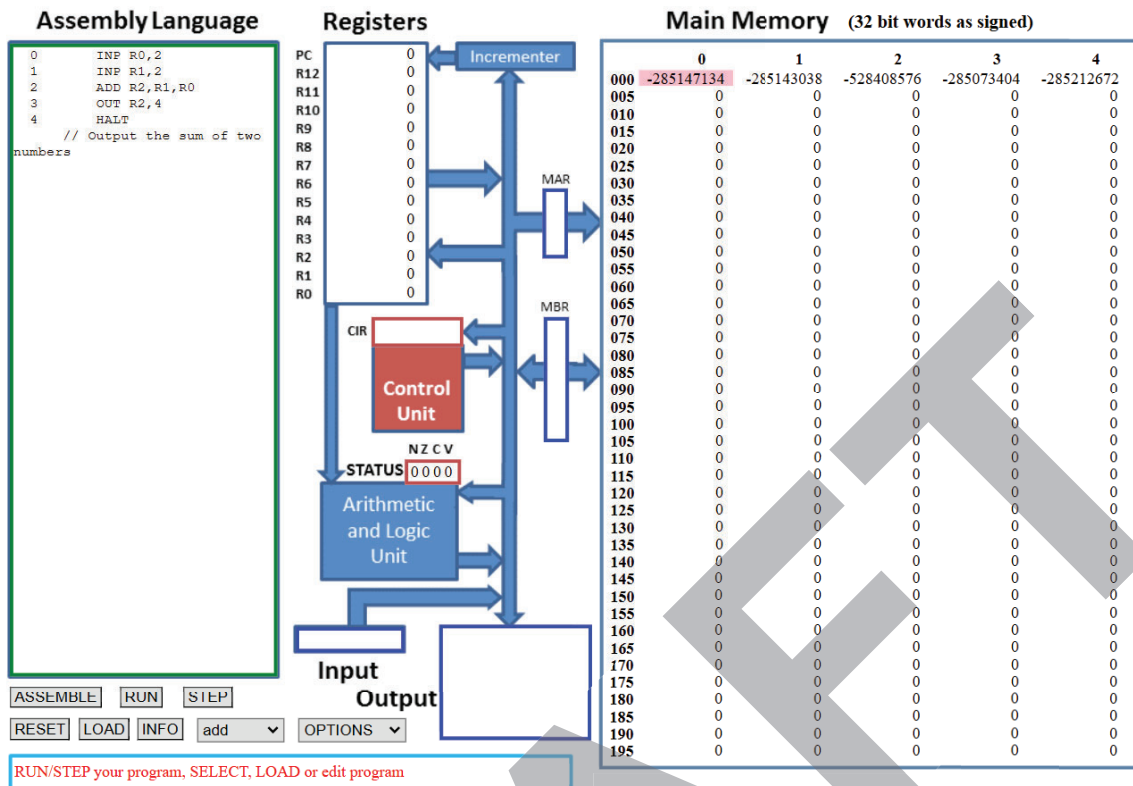 Assembly Language
0 INP R0,2
1 INP R1,2
2 ADD R2,R1,R0
3 OUT R2,4
4 HALT
// Output the sum of two
numbers
ASSEMBLE RUN STEP
RESET LOAD INFO add OPTIONS
RUN/STEP your program, SELECT, LOAD or edit program
Registers
PC 0
R12 0
R11 0
R10 0
R9 0
R8 0
R7 0
R6 0
R5 0
R4 0
R3 0
R2 0
R1 0
R0 0
Incrementer
MAR
MBR
CIR
Control
Unit
N Z C V
STATUS 0 0 0 0
Arithmetic
and Logic
Unit
Input
Output
Main Memory (32 bit words as signed)
0 1 2 3 4
000 -285147134 -285143038 -528408576 -285073404 -285212672
005 0 0 0 0 0
010 0 0 0 0 0
015 0 0 0 0 0
020 0 0 0 0 0
025 0 0 0 0 0
030 0 0 0 0 0
035 0 0 0 0 0
040 0 0 0 0 0
045 0 0 0 0 0
050 0 0 0 0 0
055 0 0 0 0 0
060 0 0 0 0 0
065 0 0 0 0 0
070 0 0 0 0 0
075 0 0 0 0 0
080 0 0 0 0 0
085 0 0 0 0 0
090 0 0 0 0 0
095 0 0 0 0 0
100 0 0 0 0 0
105 0 0 0 0 0
110 0 0 0 0 0
115 0 0 0 0 0
120 0 0 0 0 0
125 0 0 0 0 0
130 0 0 0 0 0
135 0 0 0 0 0
140 0 0 0 0 0
145 0 0 0 0 0
150 0 0 0 0 0
155 0 0 0 0 0
160 0 0 0 0 0
165 0 0 0 0 0
170 0 0 0 0 0
175 0 0 0 0 0
180 0 0 0 0 0
185 0 0 0 0 0
190 0 0 0 0 0
195 0 0 0 0 0